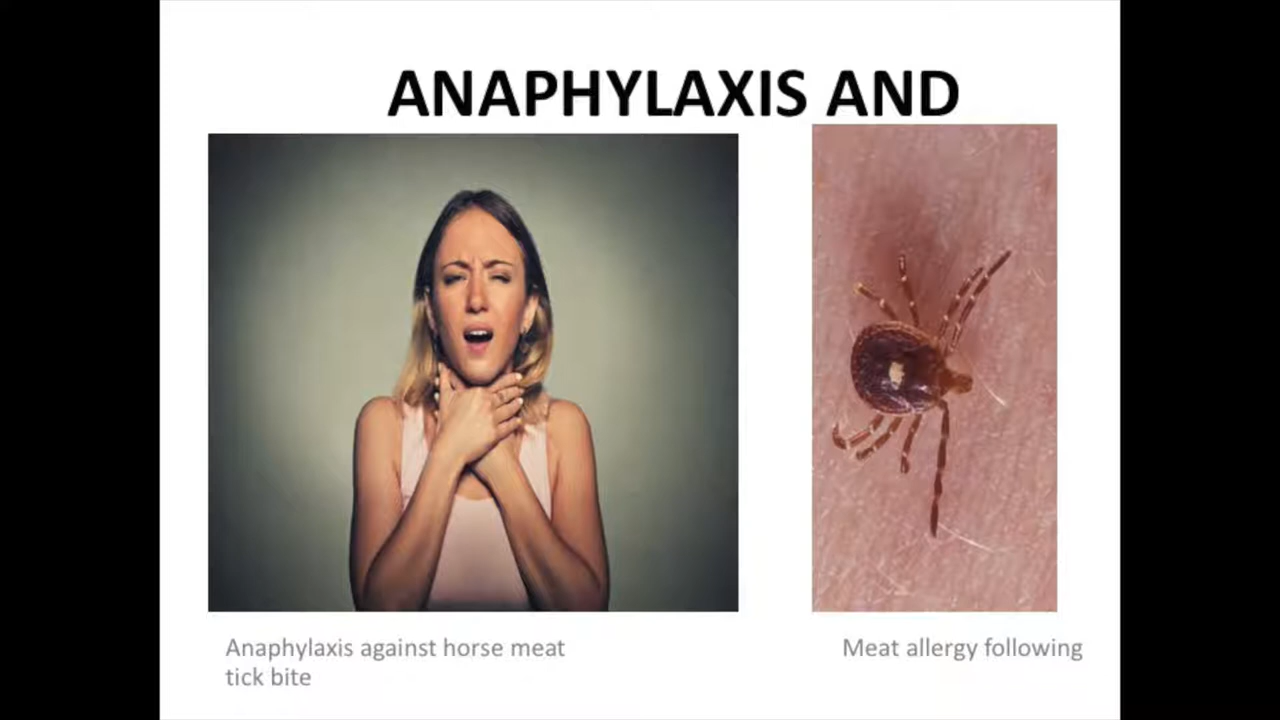 ANAPHYLAXIS AND
Anaphylaxis against horse meat Meat allergy following
tick bite